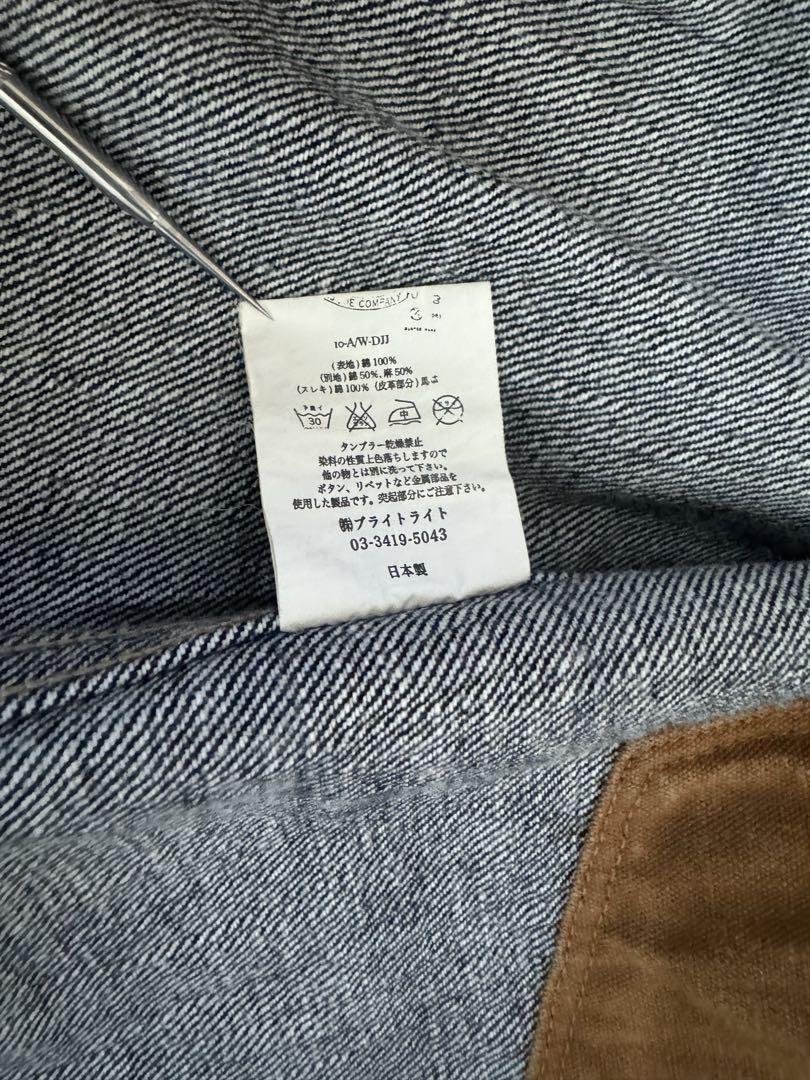 COMPANY
10-A/W-DJJ
(表地)綿100%
(別地)綿50%、麻50%
(スレキ)綿100% (皮革部分)馬
30
中
タンブラー乾燥禁止
染料の性質上色落ちしますので
他の物とは別に洗って下さい。
ボタン、リベットなど金属部品を
使用した製品です。突起部分にご注意下さい。
㈱ブライトライト
03-3419-5043
日本製